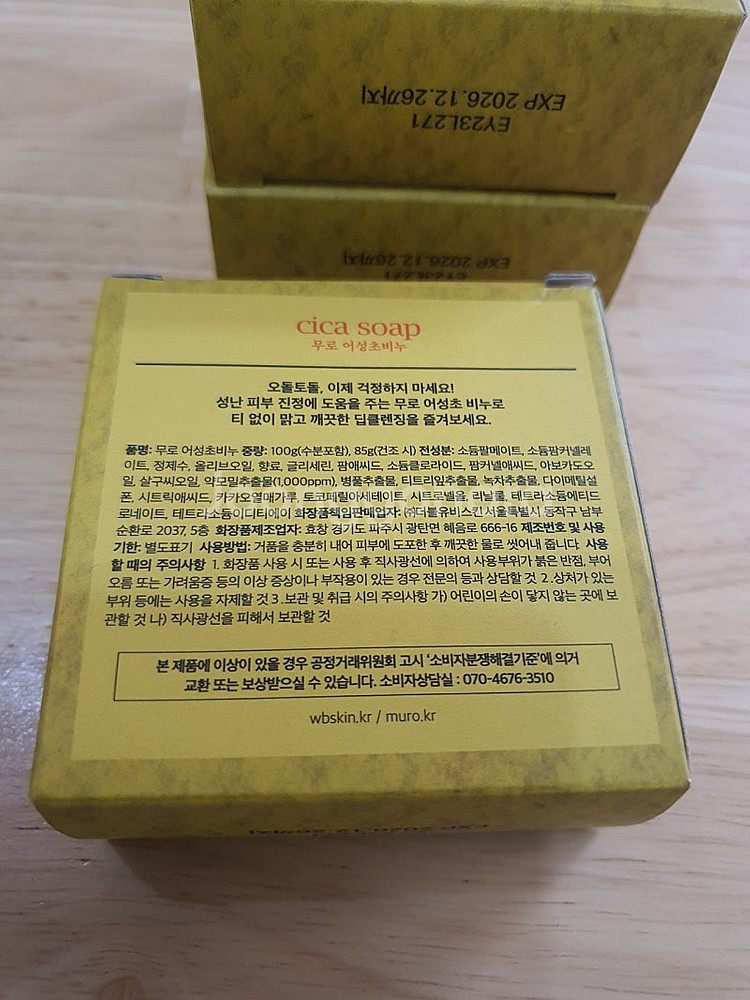 EXP 2026.12.26까지
EY23L271
EXP 2026.12.26까지
EY23L271
cica soap
무로 어성초비누
오돌토돌, 이제 걱정하지 마세요!
성난 피부 진정에 도움을 주는 무로 어성초 비누로
티 없이 맑고 깨끗한 딥클렌징을 즐겨보세요.
품명: 무로 어성초비누 중량: 100g(수분포함), 85g(건조 시) 전성분: 소듐팔메이트, 소듐팜커넬레
이트, 정제수, 올리브오일, 향료, 글리세린, 팜애씨드, 소듐클로라이드, 팜커넬애씨드, 아보카도오
일, 살구씨오일, 약모밀추출물(1,000ppm), 병풀추출물, 티트리잎추출물, 녹차추출물, 다이메틸설
폰, 시트릭애씨드, 카카오열매가루, 토코페릴아세테이트, 시트로넬올, 리날룰, 테트라소듐에티드
로네이트, 테트라소듐이디티에이 화장품책임판매업자: ㈜더블유비스킨 서울특별시 동작구 남부
순환로 2037, 5층 화장품제조업자: 효창 경기도 파주시 광탄면 혜음로 666-16 제조번호 및 사용
기한: 별도표기 사용방법: 거품을 충분히 내어 피부에 도포한 후 깨끗한 물로 씻어내 줍니다. 사용
할 때의 주의사항 1. 화장품 사용 시 또는 사용 후 직사광선에 의하여 사용부위가 붉은 반점, 부어
오름 또는 가려움증 등의 이상 증상이나 부작용이 있는 경우 전문의 등과 상담할 것 2 .상처가 있는
부위 등에는 사용을 자제할 것 3 .보관 및 취급 시의 주의사항 가) 어린이의 손이 닿지 않는 곳에 보
관할 것 나) 직사광선을 피해서 보관할 것
본 제품에 이상이 있을 경우 공정거래위원회 고시 '소비자분쟁해결기준'에 의거
교환 또는 보상받으실 수 있습니다. 소비자상담실 : 070-4676-3510
wbskin.kr / muro.kr
EXP 2026.12.26까지